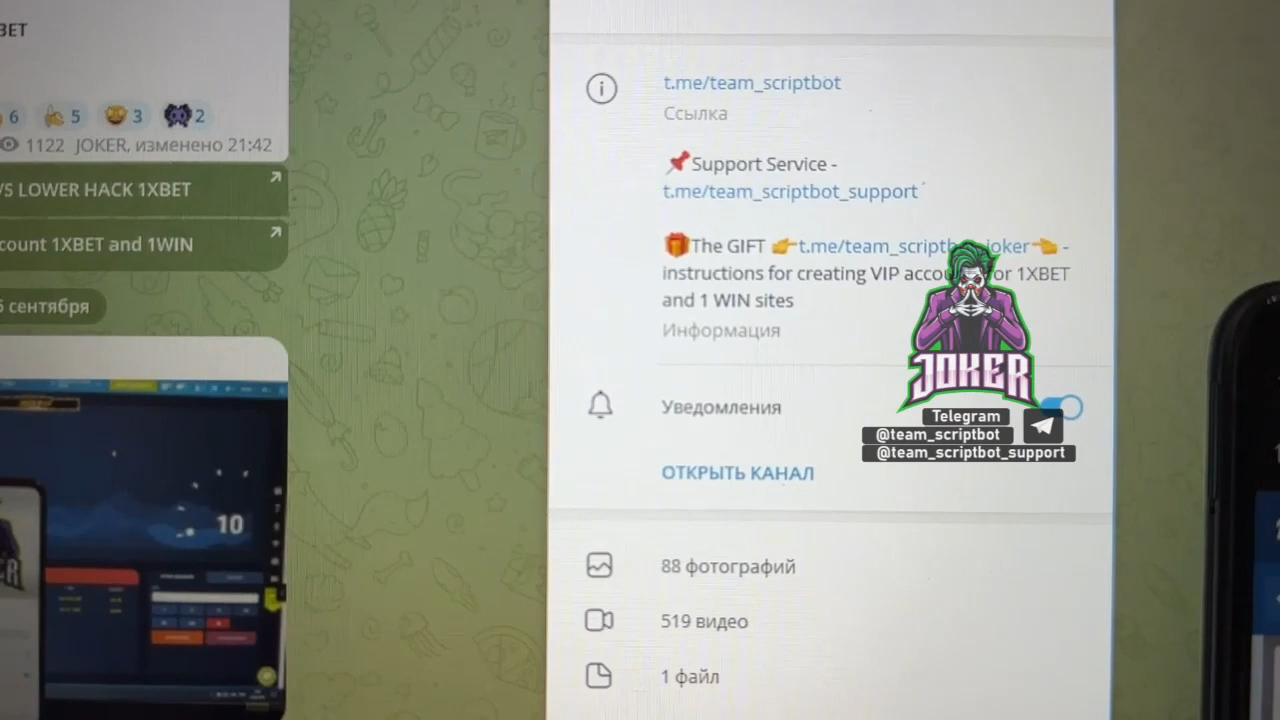 BET
6 5 3 2
1122 JOKER, изменено 21:42
VS LOWER HACK 1XBET
count 1XBET and 1WIN
сентября
10
t.me/team_scriptbot
Ссылка
Support Service -
t.me/team_scriptbot_support
The GIFT t.me/team_scriptb joker -
instructions for creating VIP accou or 1XBET
and 1 WIN sites
Информация
JOKER
Уведомления
Telegram
@team_scriptbot
@team_scriptbot_support
ОТКРЫТЬ КАНАЛ
88 фотографий
519 видео
1 файл